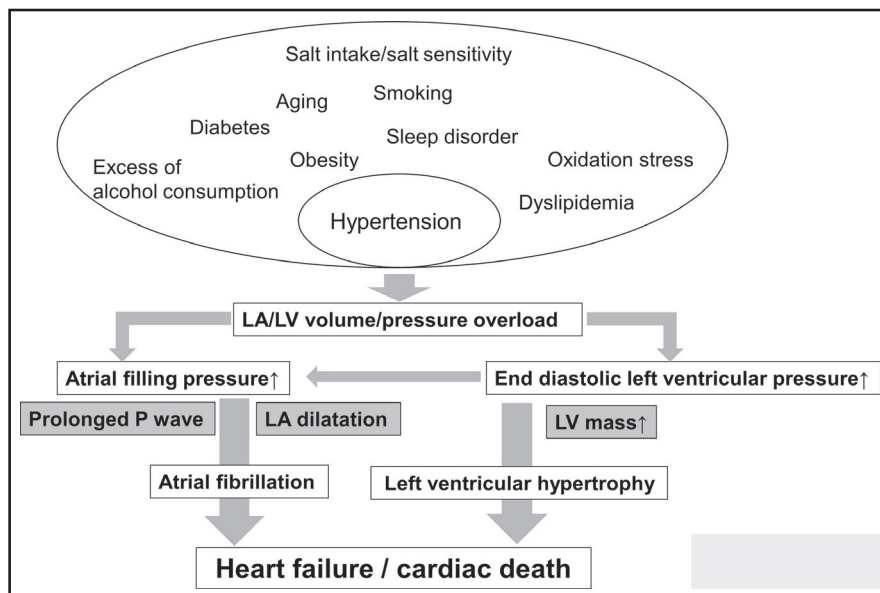 Salt intake/salt sensitivity
Smoking
Aging
Diabetes
Sleep disorder
Obesity
Oxidation stress
Excess of
alcohol consumption
Dyslipidemia
Hypertension
LA/LV volume/pressure overload
Atrial filling pressure↑
End diastolic left ventricular pressure↑
Prolonged P wave
LA dilatation
LV mass↑
Atrial fibrillation
Left ventricular hypertrophy
Heart failure / cardiac death